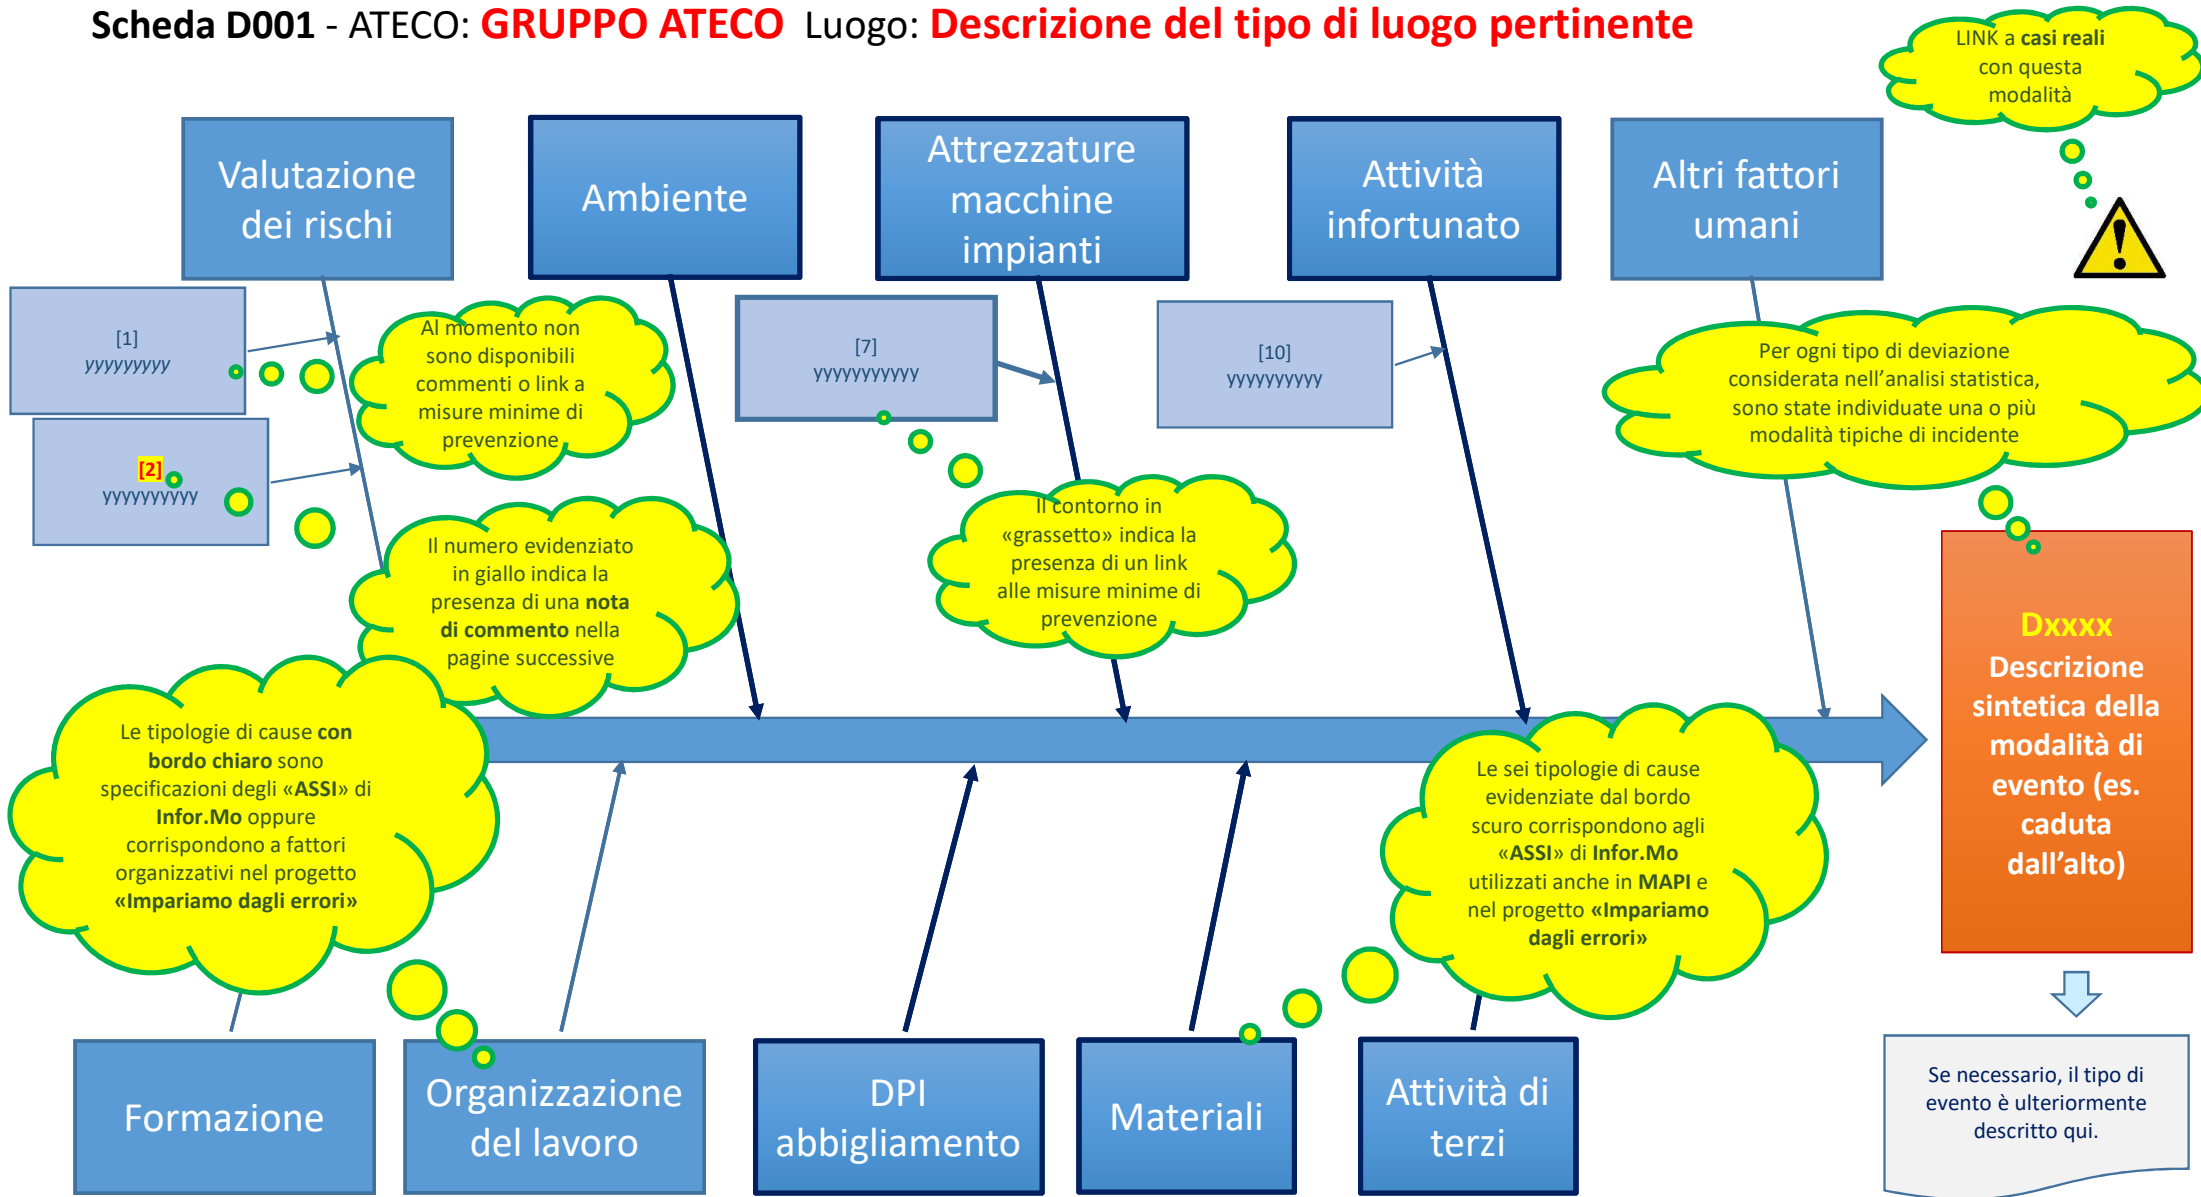 Scheda D001 - ATECO: GRUPPO ATECO Luogo: Descrizione del tipo di luogo pertinente
LINK a casi reali
con questa
modalità
Valutazione
dei rischi
Ambiente
Attrezzature
macchine
impianti
Attività
infortunato
Altri fattori
umani
[1]
yyyyyyyyy
[2]
yyyyyyyyyy
Al momento non
sono disponibili
commenti o link a
misure minime di
prevenzione
[7]
yyyyyyyyyyy
[10]
yyyyyyyyyy
Per ogni tipo di deviazione
considerata nell'analisi statistica,
sono state individuate una o più
modalità tipiche di incidente
Il numero evidenziato
in giallo indica la
presenza di una nota
di commento nella
pagine successive
Il contorno in
«grassetto» indica la
presenza di un link
alle misure minime di
prevenzione
Dxxxx
Descrizione
sintetica della
modalità di
evento (es.
caduta
dall'alto)
Le tipologie di cause con
bordo chiaro sono
specificazioni degli «ASSI» di
Infor.Mo oppure
corrispondono a fattori
organizzativi nel progetto
«Impariamo dagli errori»
Le sei tipologie di cause
evidenziate dal bordo
scuro corrispondono agli
«ASSI» di Infor.Mo
utilizzati anche in MAPI e
nel progetto «Impariamo
dagli errori»
Formazione
Organizzazione
del lavoro
DPI
abbigliamento
Materiali
Attività di
terzi
Se necessario, il tipo di
evento è ulteriormente
descritto qui.